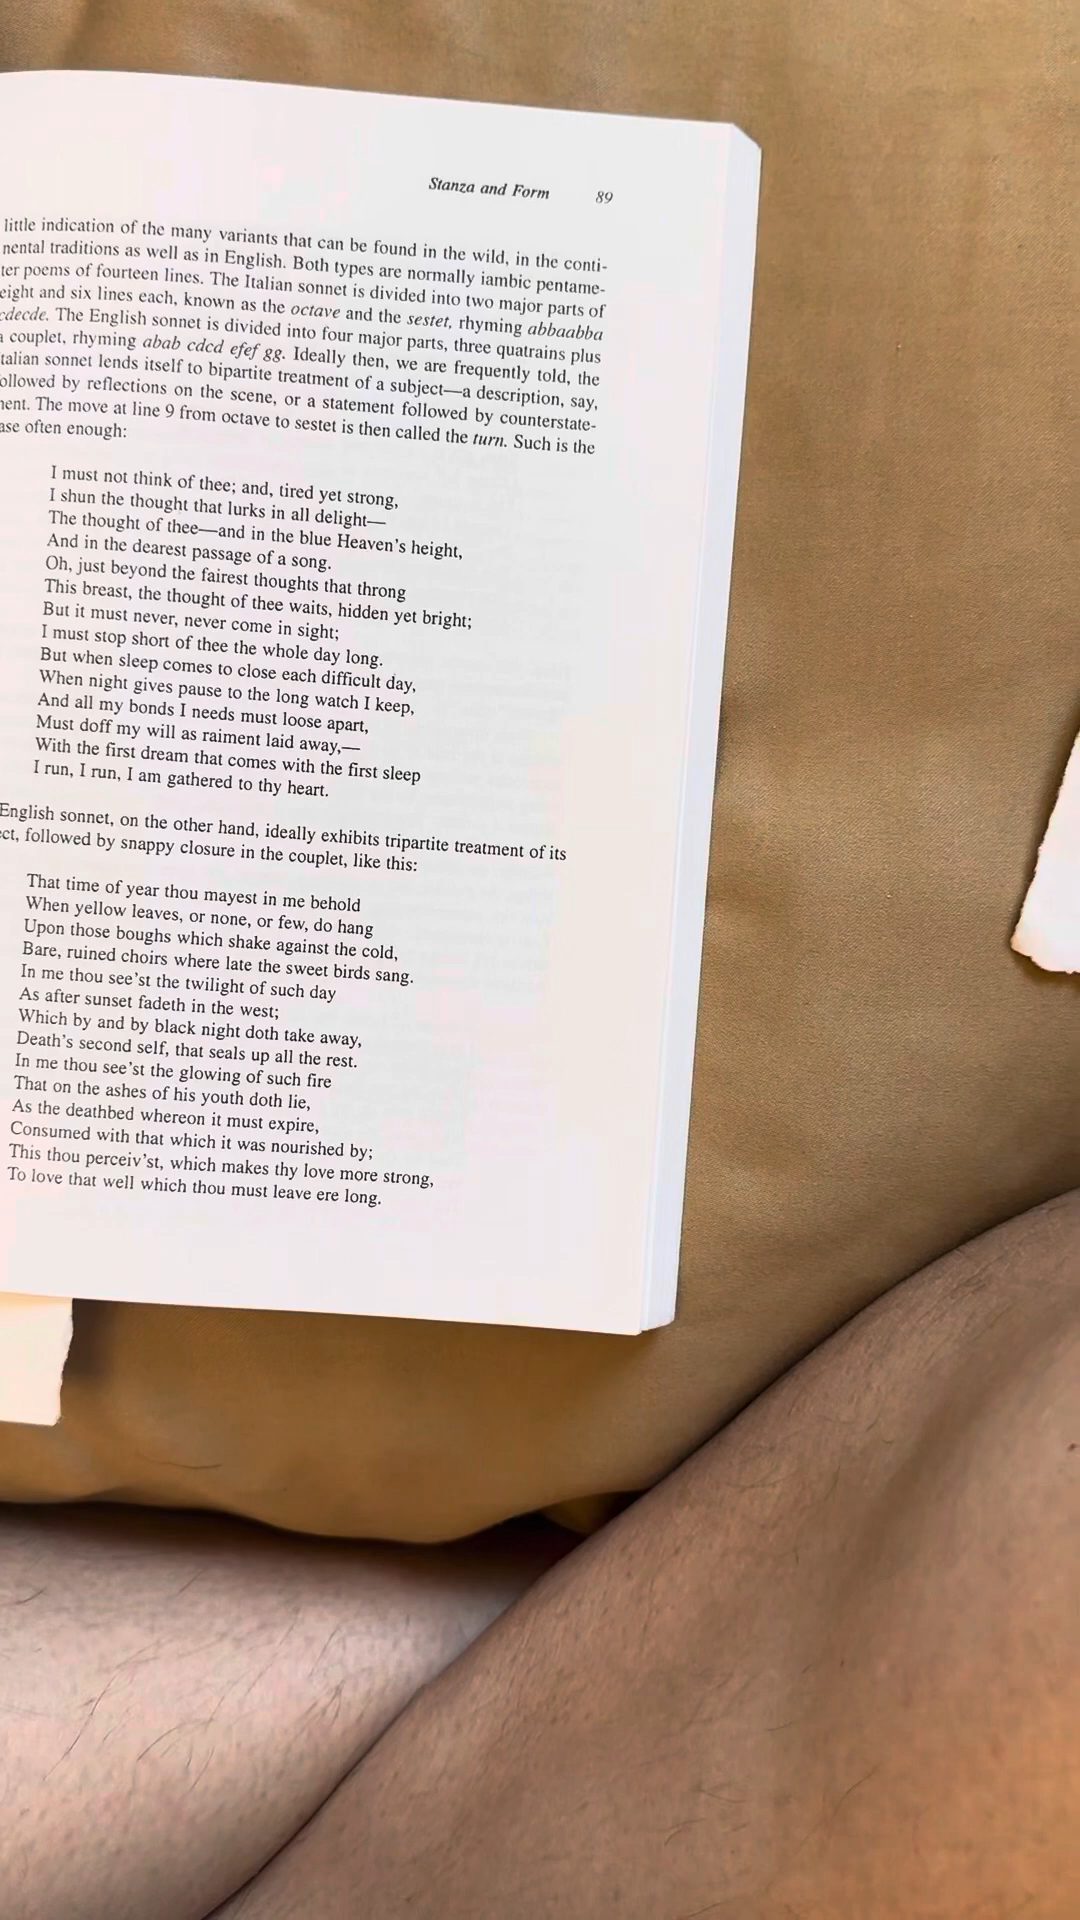 Stanza and Form 89
little indication of the many variants that can be found in the wild, in the conti-
nental traditions as well as in English. Both types are normally iambic pentame-
ter poems of fourteen lines. The Italian sonnet is divided into two major parts of
eight and six lines each, known as the octave and the sestet, rhyming abbaabba
cdecde. The English sonnet is divided into four major parts, three quatrains plus
a couplet, rhyming abab cdcd efef gg. Ideally then, we are frequently told, the
talian sonnet lends itself to bipartite treatment of a subject—a description, say,
ollowed by reflections on the scene, or a statement followed by counterstate-
nent. The move at line 9 from octave to sestet is then called the turn. Such is the
ase often enough:
I must not think of thee; and, tired yet strong,
I shun the thought that lurks in all delight—
The thought of thee—and in the blue Heaven's height,
And in the dearest passage of a song.
Oh, just beyond the fairest thoughts that throng
This breast, the thought of thee waits, hidden yet bright;
But it must never, never come in sight;
I must stop short of thee the whole day long.
But when sleep comes to close each difficult day,
When night gives pause to the long watch I keep,
And all my bonds I needs must loose apart,
Must doff my will as raiment laid away,—
With the first dream that comes with the first sleep
I run, I run, I am gathered to thy heart.
English sonnet, on the other hand, ideally exhibits tripartite treatment of its
ct, followed by snappy closure in the couplet, like this:
That time of year thou mayest in me behold
When yellow leaves, or none, or few, do hang
Upon those boughs which shake against the cold,
Bare, ruined choirs where late the sweet birds sang.
In me thou see'st the twilight of such day
As after sunset fadeth in the west;
Which by and by black night doth take away,
Death's second self, that seals up all the rest.
In me thou see'st the glowing of such fire
That on the ashes of his youth doth lie,
As the deathbed whereon it must expire,
Consumed with that which it was nourished by;
This thou perceiv'st, which makes thy love more strong,
To love that well which thou must leave ere long.